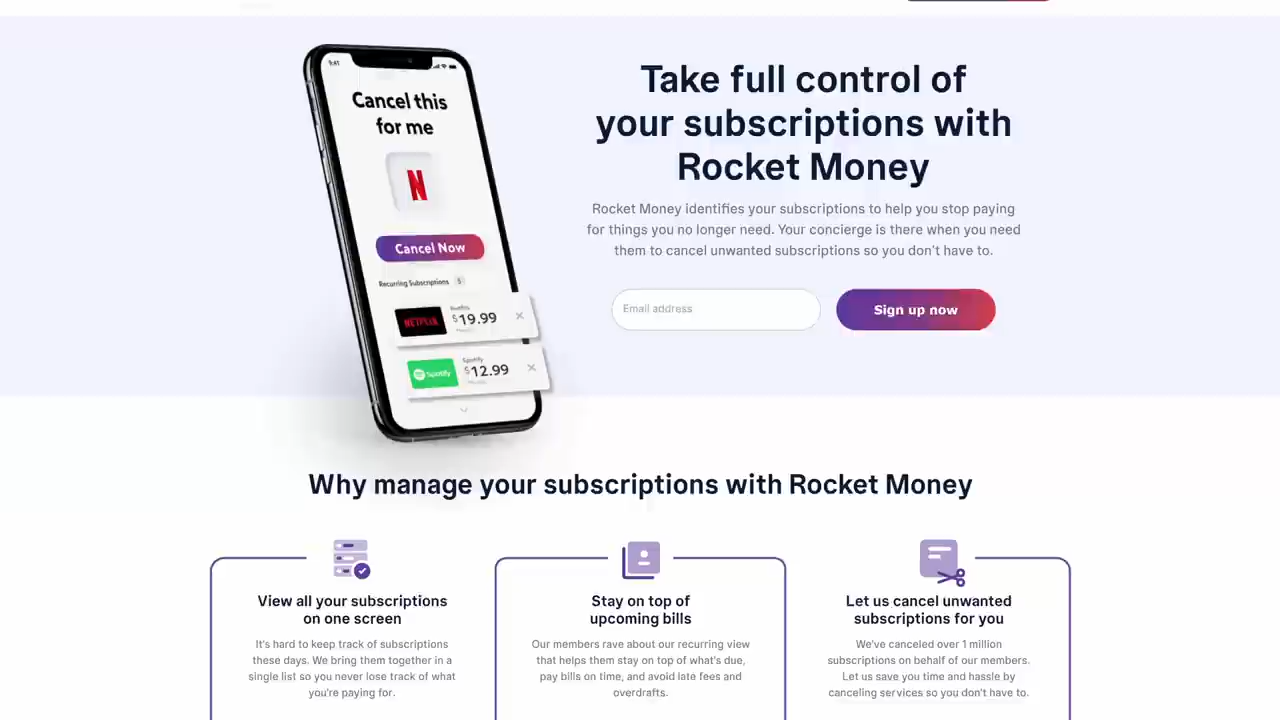 Take full control of
your subscriptions with
Rocket Money
Rocket Money identifies your subscriptions to help you stop paying
for things you no longer need. Your concierge is there when you need
them to cancel unwanted subscriptions so you don't have to.
Email address
Sign up now
9:41
Cancel this
for me
N
Cancel Now
Recurring Subscriptions 5
NETFLIX
Netflix
$19.99
Spotify
Spotify
$12.99
Why manage your subscriptions with Rocket Money
View all your subscriptions
on one screen
It's hard to keep track of subscriptions
these days. We bring them together in a
single list so you never lose track of what
you're paying for.
Stay on top of
upcoming bills
Our members rave about our recurring view
that helps them stay on top of what's due,
pay bills on time, and avoid late fees and
overdrafts.
Let us cancel unwanted
subscriptions for you
We've canceled over 1 million
subscriptions on behalf of our members.
Let us save you time and hassle by
canceling services so you don't have to.